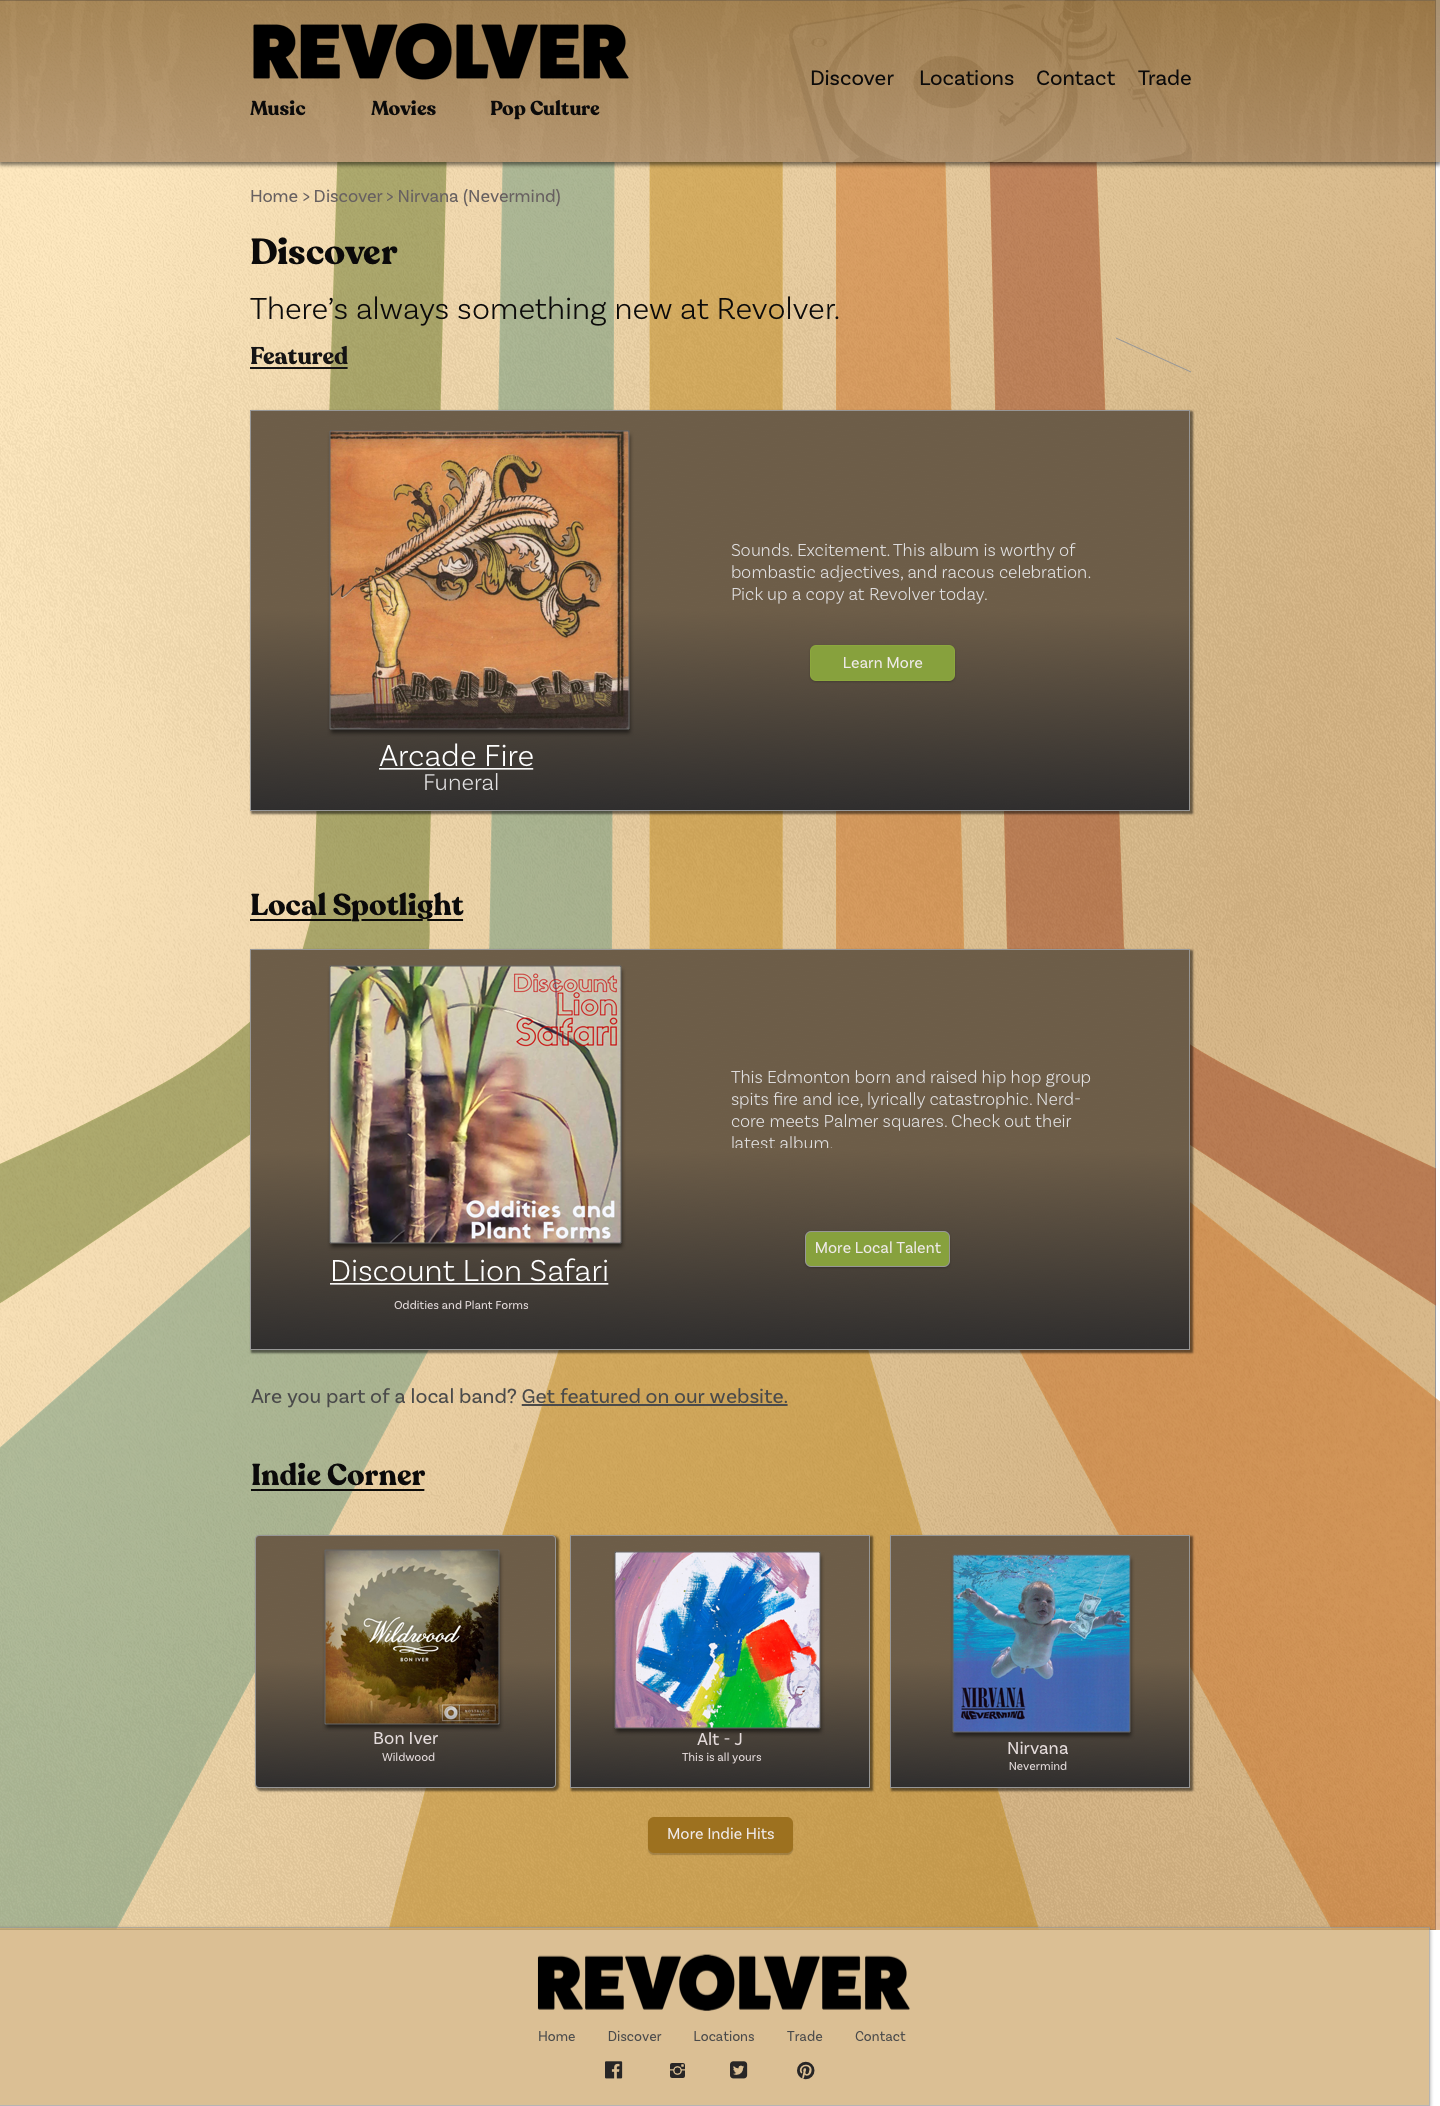 REVOLVER
Music Movies Pop Culture
Discover Locations Contact Trade
Home > Discover > Nirvana (Nevermind)
Discover
There’s always something new at Revolver.
Featured
ARCADE FIRE
Arcade Fire
Funeral
Sounds. Excitement. This album is worthy of
bombastic adjectives, and racous celebration.
Pick up a copy at Revolver today.
Learn More
Local Spotlight
Discount
Lion
Safari
Oddities and
Plant Forms
Discount Lion Safari
Oddities and Plant Forms
This Edmonton born and raised hip hop group
spits fire and ice, lyrically catastrophic. Nerd-
core meets Palmer squares. Check out their
latest album.
More Local Talent
Are you part of a local band? Get featured on our website.
Indie Corner
Wildwood
BON IVER
Bon Iver
Wildwood
Alt - J
This is all yours
NIRVANA
NEVERMIND
Nirvana
Nevermind
More Indie Hits
REVOLVER
Home Discover Locations Trade Contact